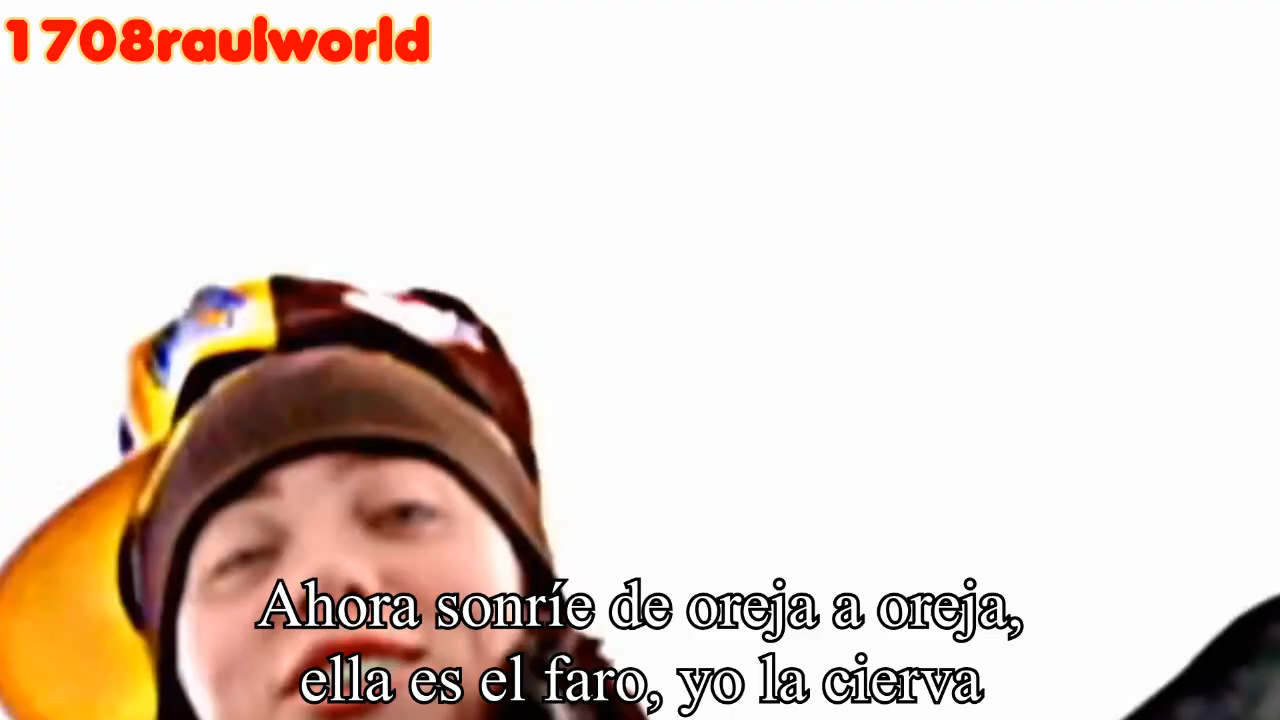 1708raulworld
Ahora sonríe de oreja a oreja,
ella es el faro, yo la cierva